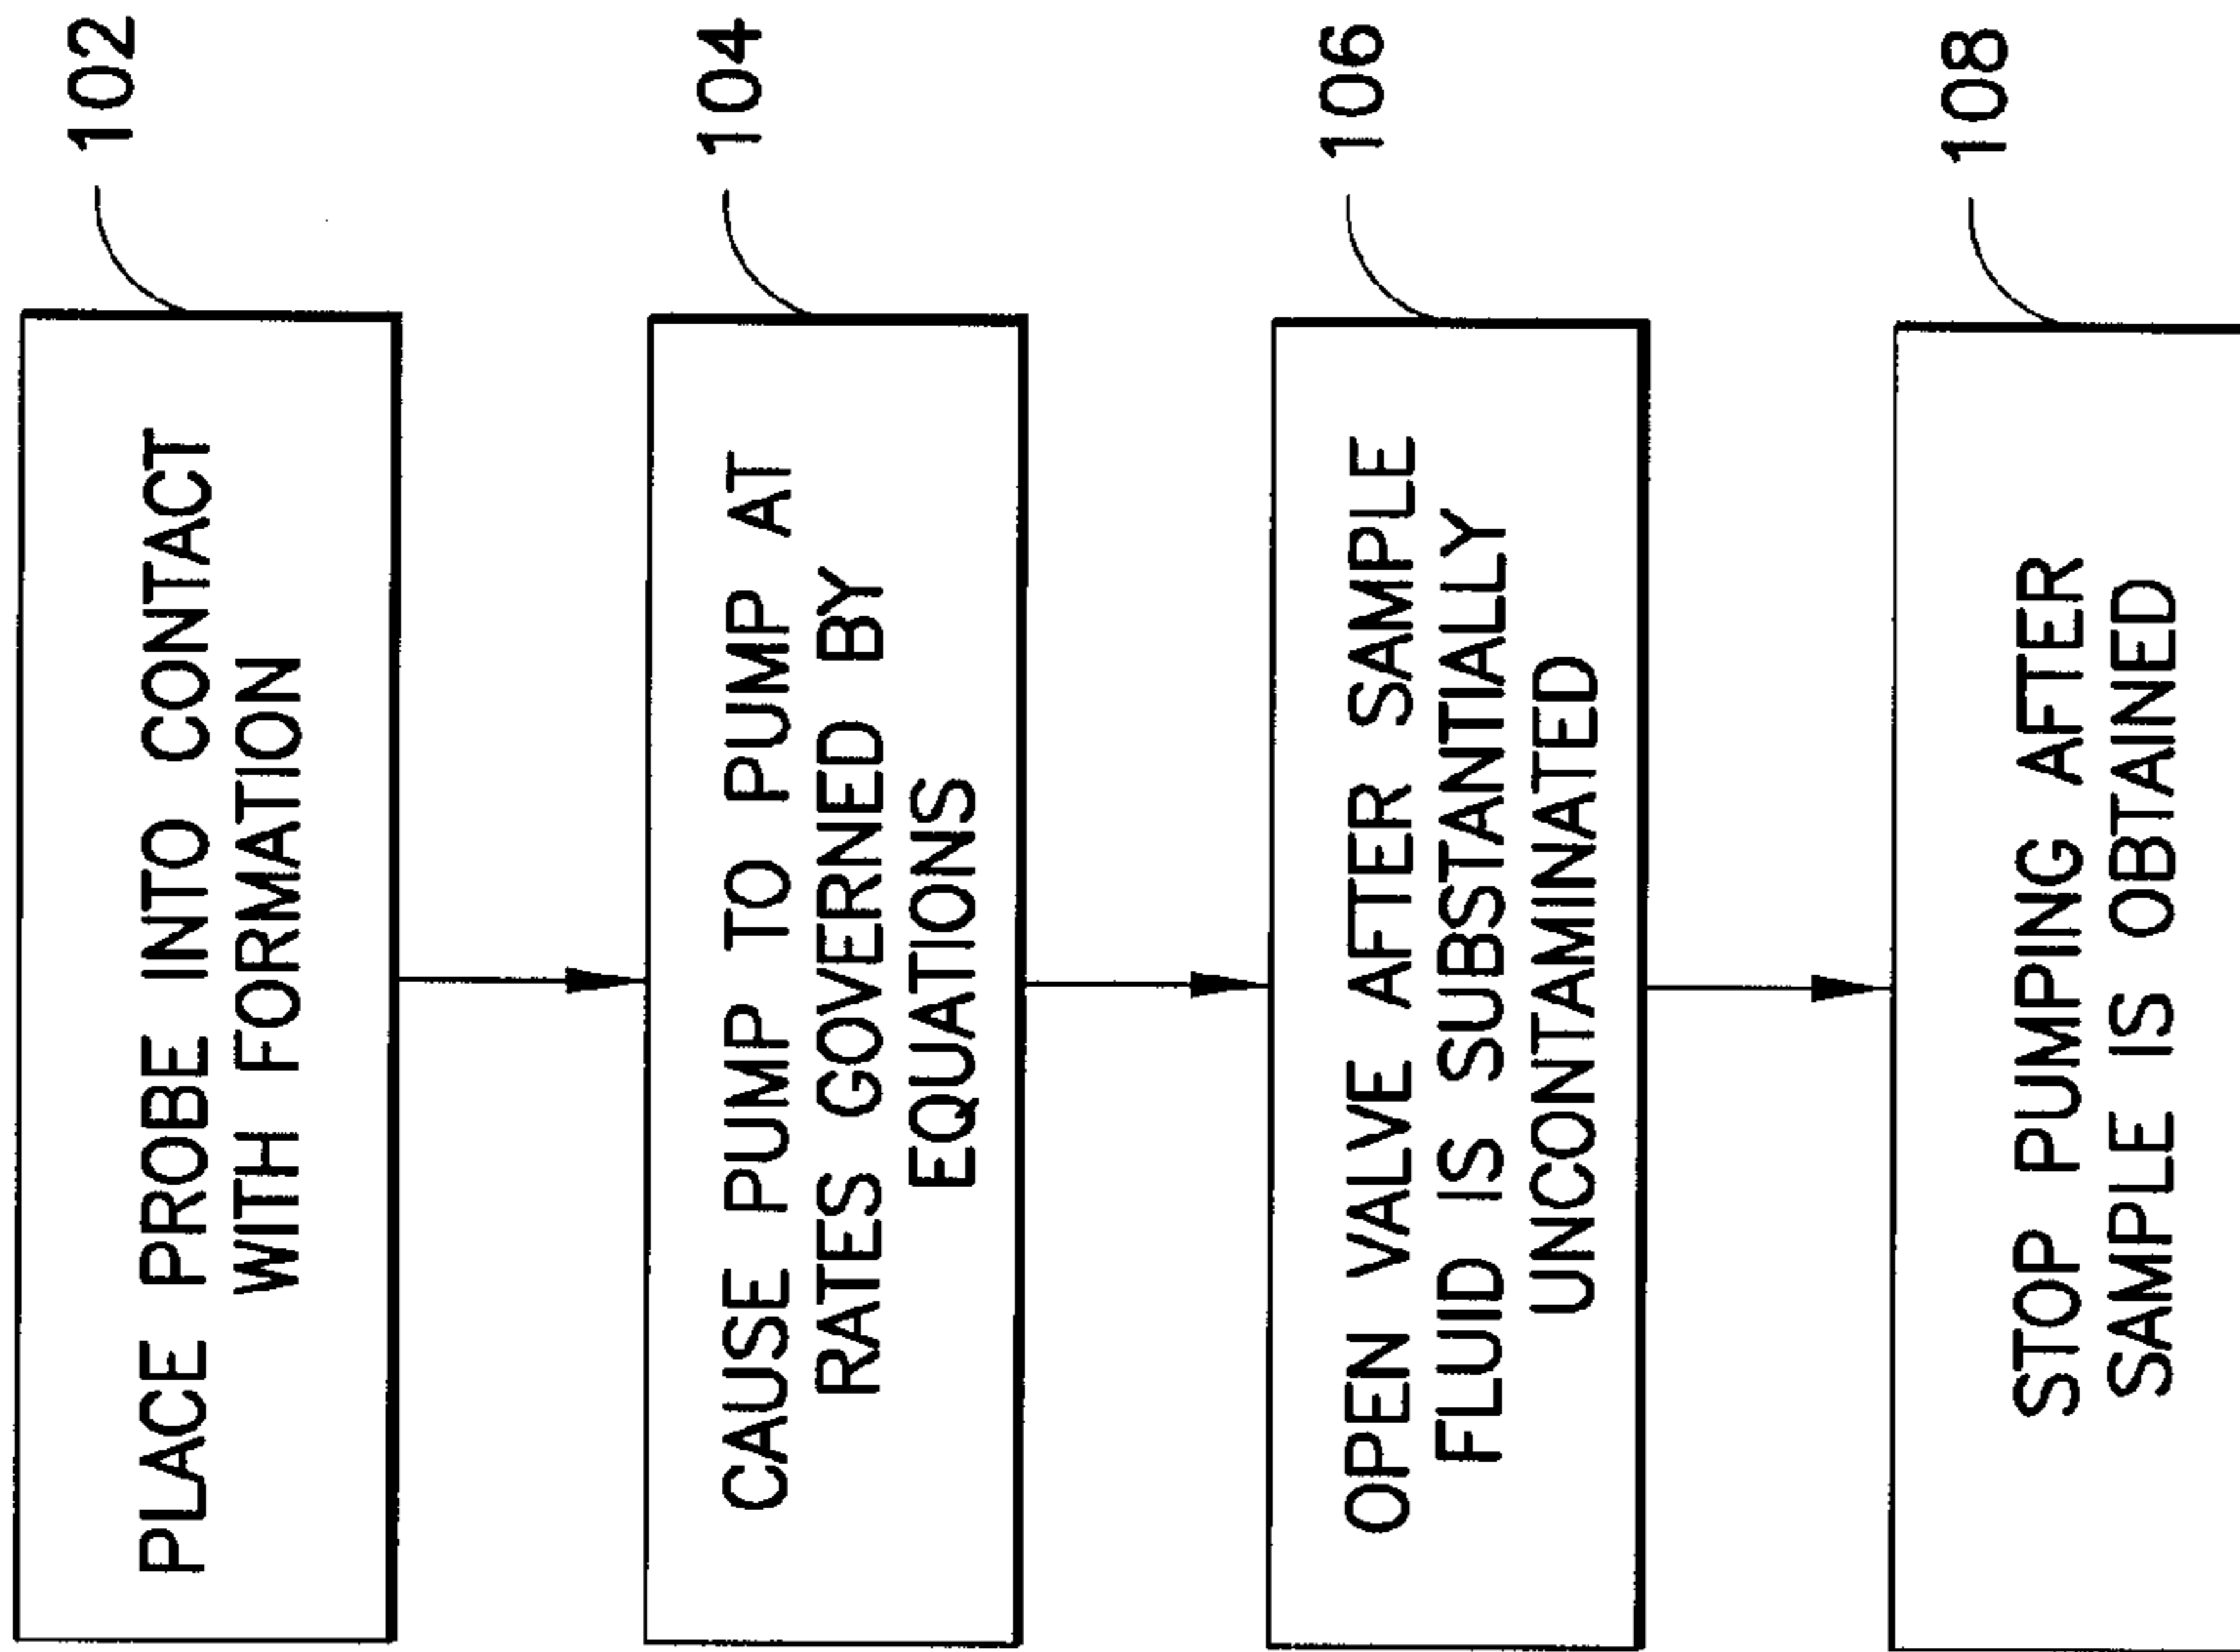 PLACE PROBE INTO CONTACT
WITH FORMATION
102
CAUSE PUMP TO PUMP AT
RATES GOVERNED BY
EQUATIONS
104
OPEN VALVE AFTER SAMPLE
FLUID IS SUBSTANTIALLY
UNCONTAMINATED
106
STOP PUMPING AFTER
SAMPLE IS OBTAINED
108